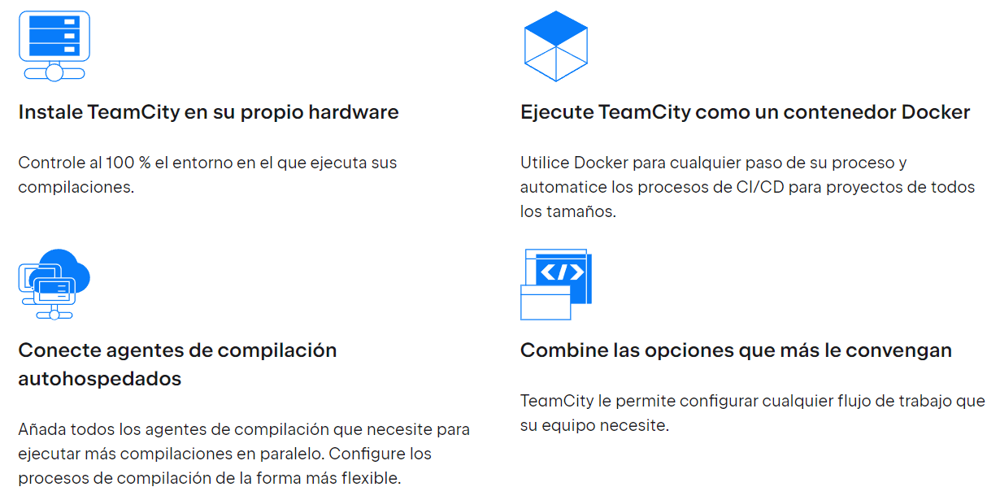 Instale TeamCity en su propio hardware
Controle al 100 % el entorno en el que ejecuta sus
compilaciones.
Ejecute TeamCity como un contenedor Docker
Utilice Docker para cualquier paso de su proceso y
automatice los procesos de CI/CD para proyectos de todos
los tamaños.
Conecte agentes de compilación
autohospedados
Añada todos los agentes de compilación que necesite para
ejecutar más compilaciones en paralelo. Configure los
procesos de compilación de la forma más flexible.
Combine las opciones que más le convengan
TeamCity le permite configurar cualquier flujo de trabajo que
su equipo necesite.